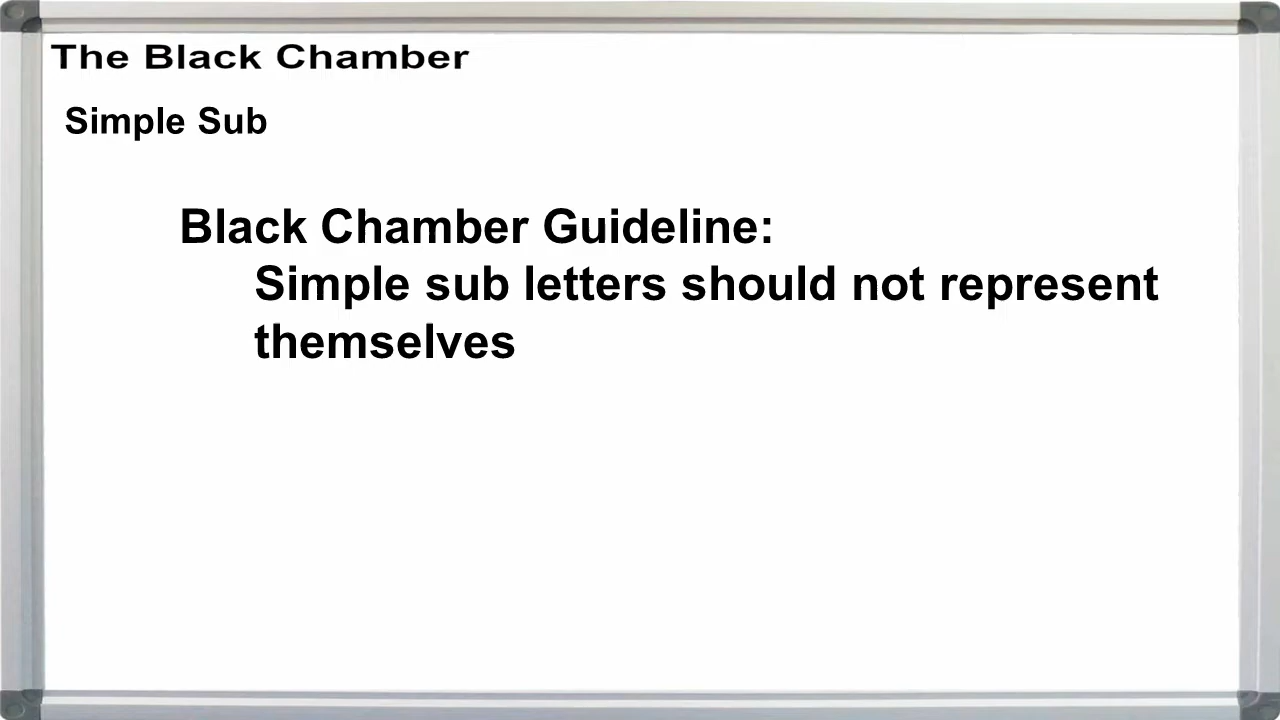 The Black Chamber
Simple Sub
Black Chamber Guideline:
Simple sub letters should not represent
themselves